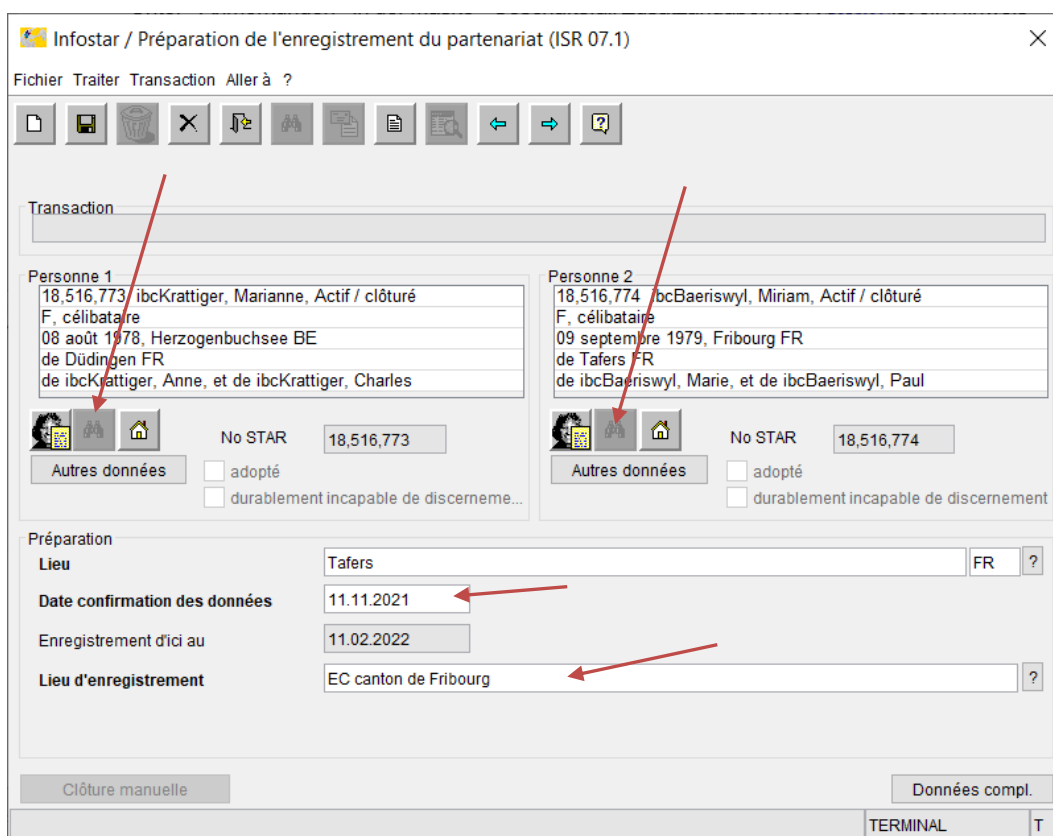 Infostar / Préparation de l'enregistrement du partenariat (ISR 07.1)
Fichier Traiter Transaction Aller à ?
Transaction
Personne 1
18,516,773 ibcKrattiger, Marianne, Actif / clôturé
F, célibataire
08 août 1978, Herzogenbuchsee BE
de Düdingen FR
de ibcKrattiger, Anne, et de ibcKrattiger, Charles
No STAR 18,516,773
Autres données
adopté
durablement incapable de discerneme...
Personne 2
18,516,774 ibcBaeriswyl, Miriam, Actif / clôturé
F, célibataire
09 septembre 1979, Fribourg FR
de Tafers FR
de ibcBaeriswyl, Marie, et de ibcBaeriswyl, Paul
No STAR 18,516,774
Autres données
adopté
durablement incapable de discernement
Préparation
Lieu Tafers FR ?
Date confirmation des données 11.11.2021
Enregistrement d'ici au 11.02.2022
Lieu d'enregistrement EC canton de Fribourg ?
Clôture manuelle Données compl.
TERMINAL T